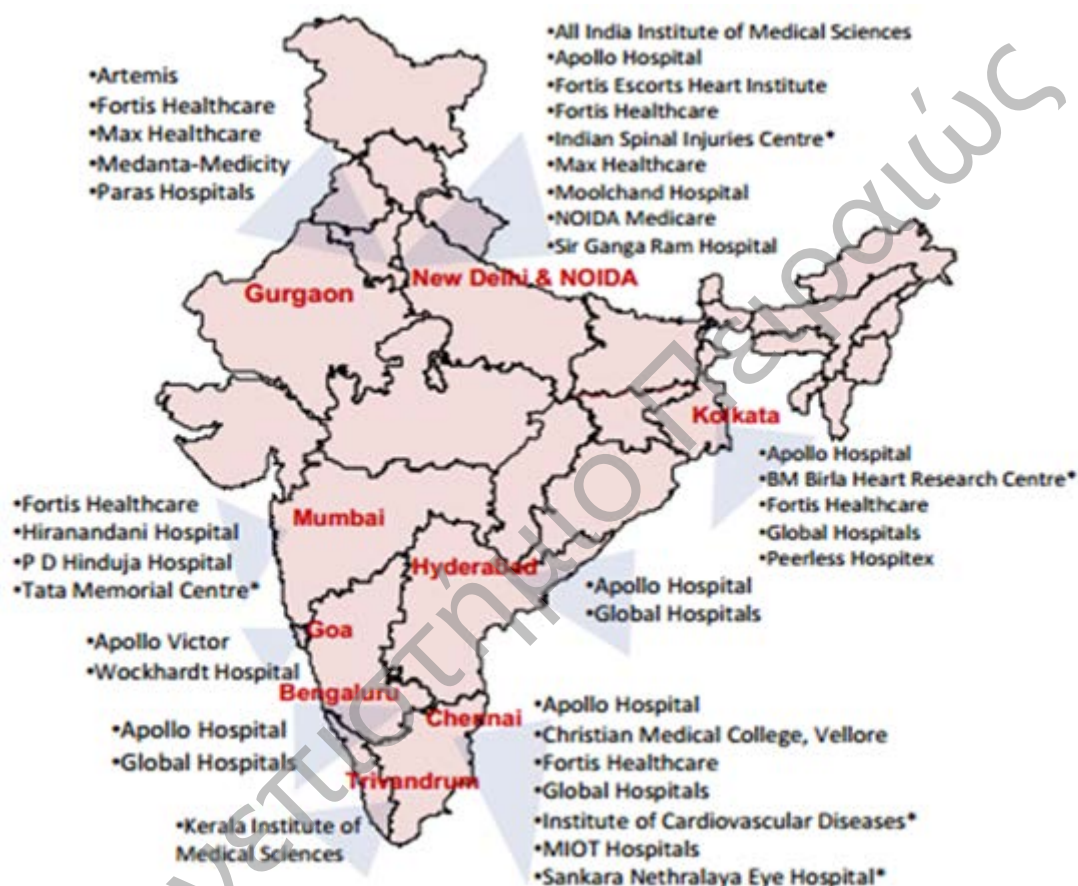 •All India Institute of Medical Sciences
•Apollo Hospital
•Fortis Escorts Heart Institute
•Fortis Healthcare
•Indian Spinal Injuries Centre*
•Max Healthcare
•Moolchand Hospital
•NOIDA Medicare
•Sir Ganga Ram Hospital
•Artemis
•Fortis Healthcare
•Max Healthcare
•Medanta-Medicity
•Paras Hospitals
New Delhi & NOIDA
Gurgaon
Kolkata
•Apollo Hospital
•BM Birla Heart Research Centre*
•Fortis Healthcare
•Global Hospitals
•Peerless Hospitex
•Fortis Healthcare
•Hiranandani Hospital
•P D Hinduja Hospital
•Tata Memorial Centre*
Mumbai
Hyderabad
•Apollo Hospital
•Global Hospitals
Goa
•Apollo Victor
•Wockhardt Hospital
Bengaluru
•Apollo Hospital
•Global Hospitals
Chennai
•Apollo Hospital
•Christian Medical College, Vellore
•Fortis Healthcare
•Global Hospitals
•Institute of Cardiovascular Diseases*
•MIOT Hospitals
•Sankara Nethralaya Eye Hospital*
Trivandrum
•Kerala Institute of
Medical Sciences
Πειραιώς